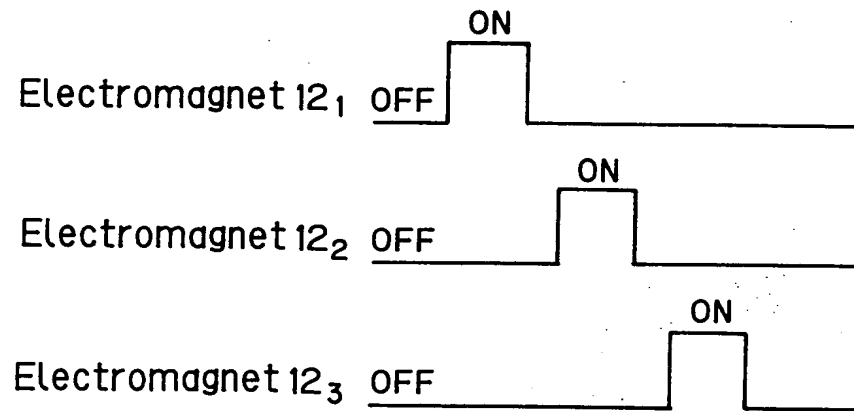 ON
Electromagnet 12₁ OFF
ON
Electromagnet 12₂ OFF
ON
Electromagnet 12₃ OFF